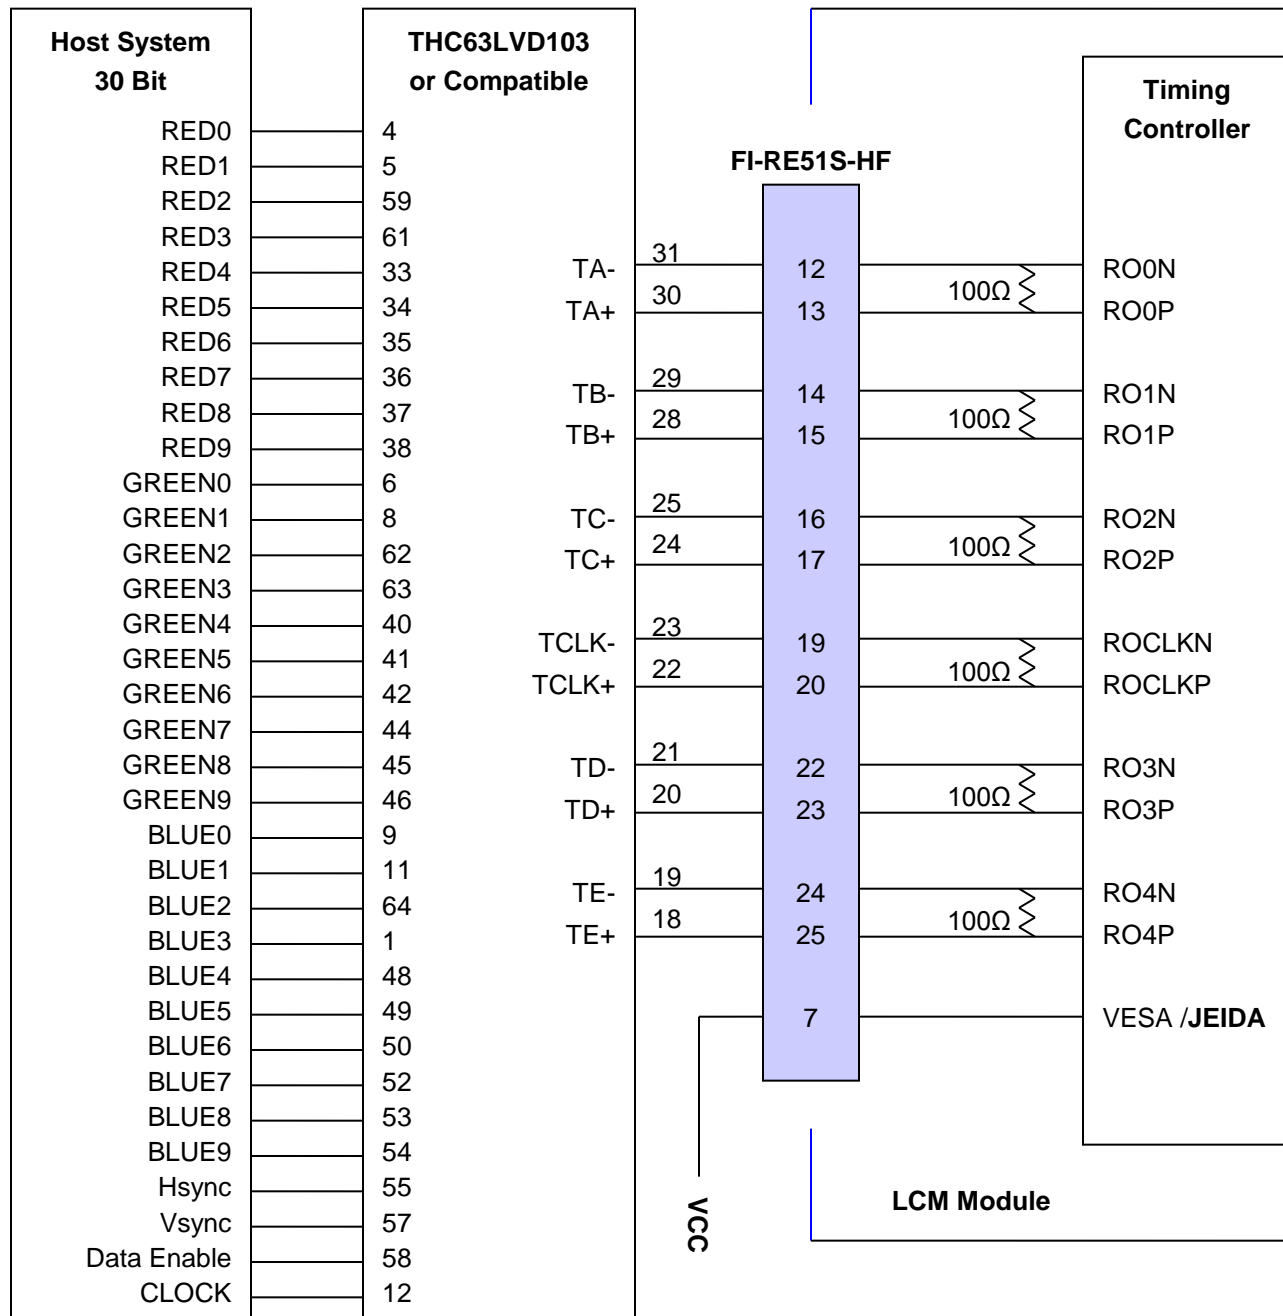 Host System
30 Bit
RED0
RED1
RED2
RED3
RED4
RED5
RED6
RED7
RED8
RED9
GREEN0
GREEN1
GREEN2
GREEN3
GREEN4
GREEN5
GREEN6
GREEN7
GREEN8
GREEN9
BLUE0
BLUE1
BLUE2
BLUE3
BLUE4
BLUE5
BLUE6
BLUE7
BLUE8
BLUE9
Hsync
Vsync
Data Enable
CLOCK
THC63LVD103
or Compatible
4
5
59
61
33
34
35
36
37
38
6
8
62
63
40
41
42
44
45
46
9
11
64
1
48
49
50
52
53
54
55
57
58
12
TA-
TA+
TB-
TB+
TC-
TC+
TCLK-
TCLK+
TD-
TD+
TE-
TE+
31
30
29
28
25
24
23
22
21
20
19
18
VCC
FI-RE51S-HF
12
13
14
15
16
17
19
20
22
23
24
25
7
100Ω
100Ω
100Ω
100Ω
100Ω
100Ω
Timing
Controller
RO0N
RO0P
RO1N
RO1P
RO2N
RO2P
ROCLKN
ROCLKP
RO3N
RO3P
RO4N
RO4P
VESA /JEIDA
LCM Module